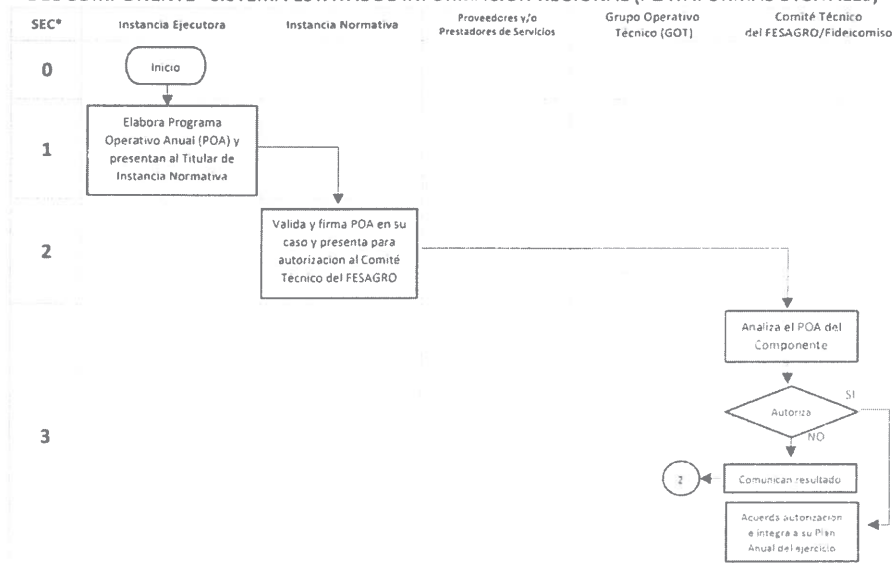 SEC*
Instancia Ejecutora
Instancia Normativa
Proveedores y/o
Prestadores de Servicios
Grupo Operativo
Técnico (GOT)
Comité Técnico
del FESAGRO/Fideicomiso
0
Inicio
1
Elabora Programa
Operativo Anual (POA) y
presentan al Titular de
Instancia Normativa
2
Valida y firma POA en su
caso y presenta para
autorizacion al Comité
Técnico del FESAGRO
3
Analiza el POA del
Componente
Autoriza
SI
NO
2
Comunican resultado
Acuerda autorizacion
e integra a su Plan
Anual del ejercicio